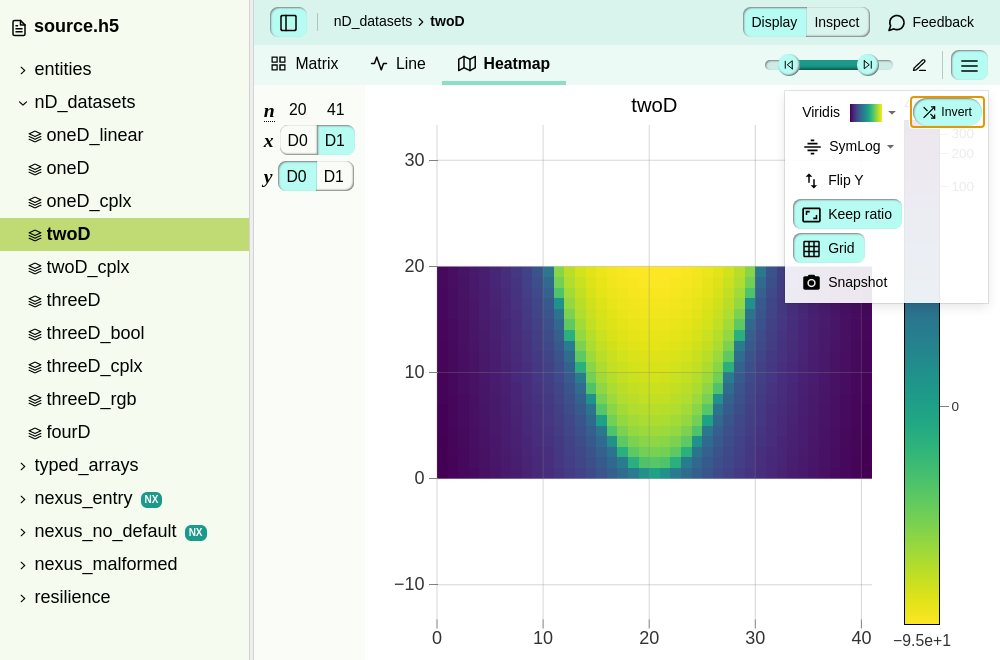 source.h5
nD_datasets twoD
Display Inspect
Feedback
Matrix
Line
Heatmap
entities
nD_datasets
oneD_linear
oneD
oneD_cplx
twoD
twoD_cplx
threeD
threeD_bool
threeD_cplx
threeD_rgb
fourD
typed_arrays
nexus_entry NX
nexus_no_default NX
nexus_malformed
resilience
n 20 41
x D0 D1
y D0 D1
twoD
30
20
10
0
−10
0 10 20 30 40
Viridis
Invert
SymLog
Flip Y
Keep ratio
Grid
Snapshot
300
200
100
0
−9.5e+1